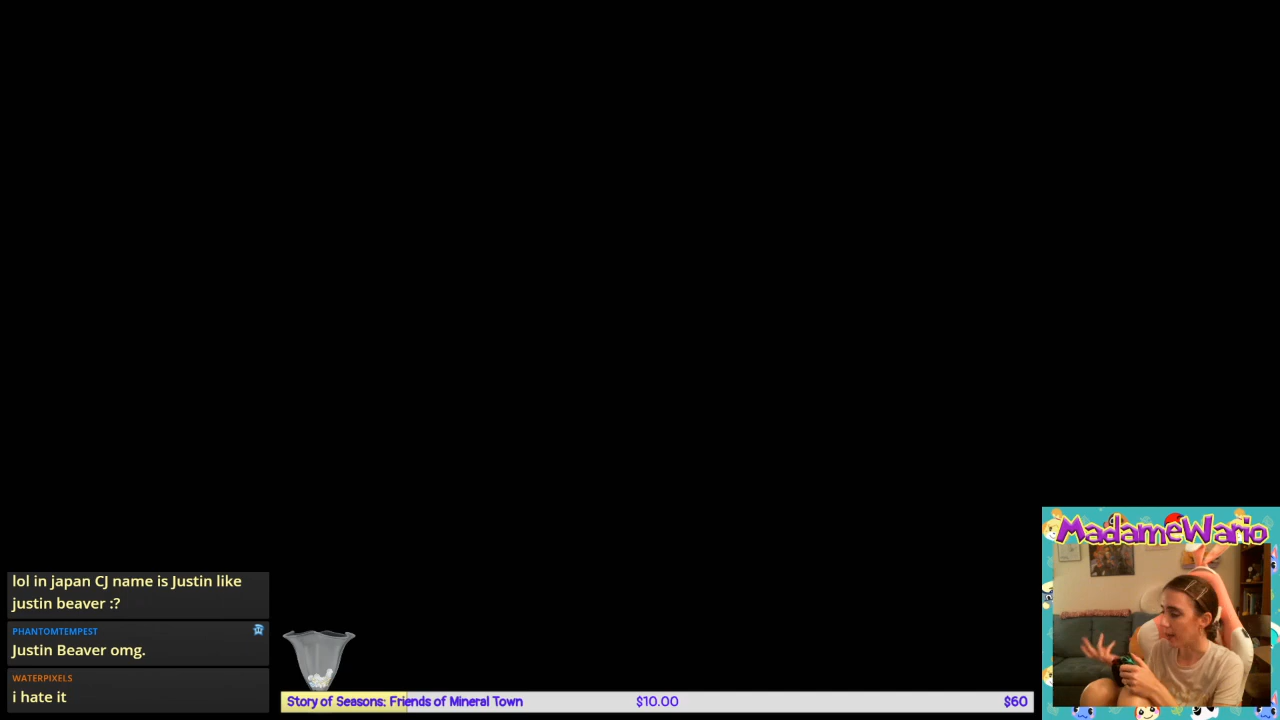 lol in japan CJ name is Justin like
justin beaver :?
PHANTOMTEMPEST
Justin Beaver omg.
WATERPIXELS
i hate it
Story of Seasons: Friends of Mineral Town $10.00 $60
MadameWario